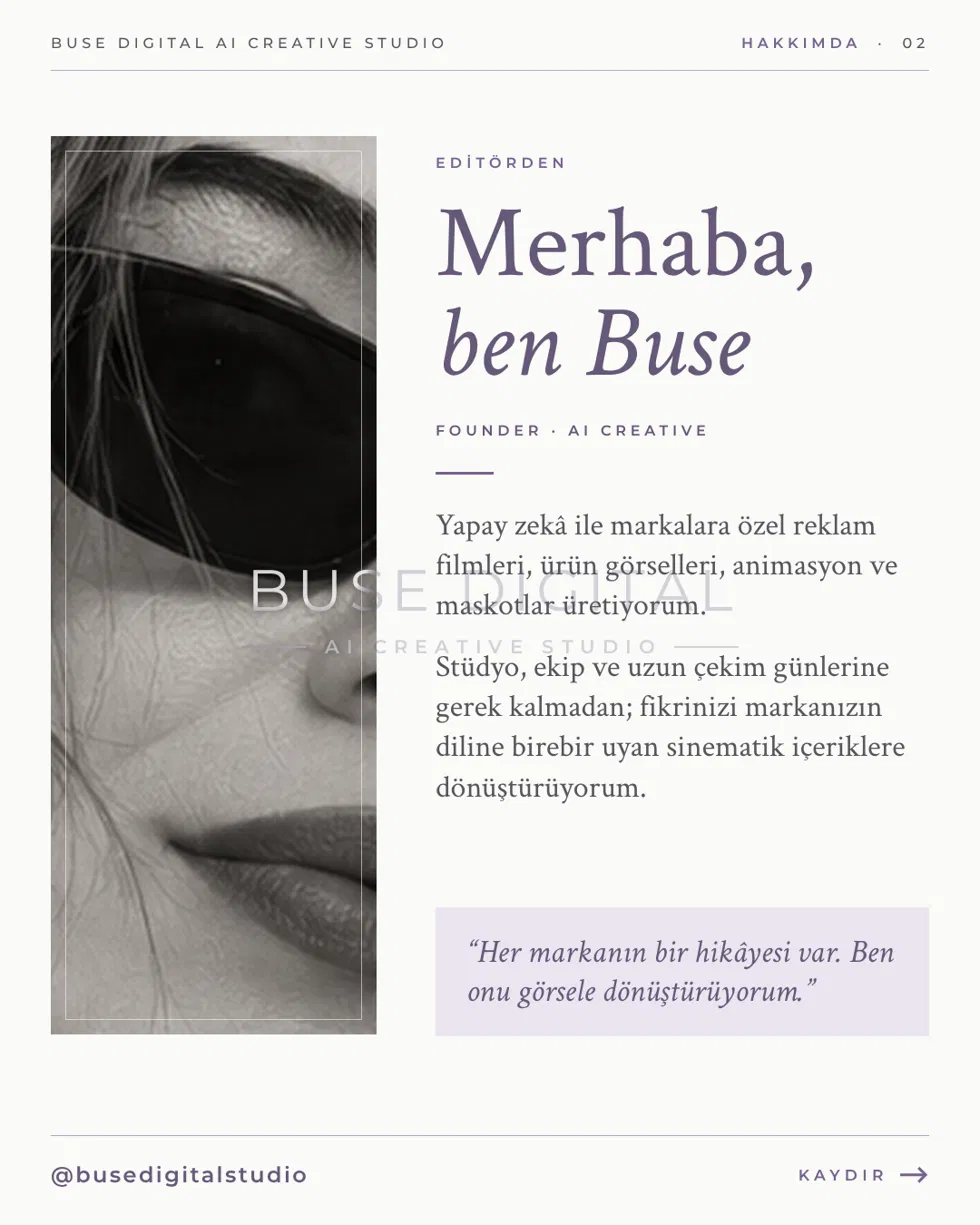 BUSE DIGITAL AI CREATIVE STUDIO
HAKKIMDA · 02
EDİTÖRDEN
Merhaba,
ben Buse
FOUNDER · AI CREATIVE
Yapay zekâ ile markalara özel reklam
filmleri, ürün görselleri, animasyon ve
maskotlar üretiyorum.
BUSE DIGITAL
AI CREATIVE STUDIO
Stüdyo, ekip ve uzun çekim günlerine
gerek kalmadan; fikrinizi markanızın
diline birebir uyan sinematik içeriklere
dönüştürüyorum.
“Her markanın bir hikâyesi var. Ben
onu görsele dönüştürüyorum.”
@busedigitalstudio
KAYDIR →